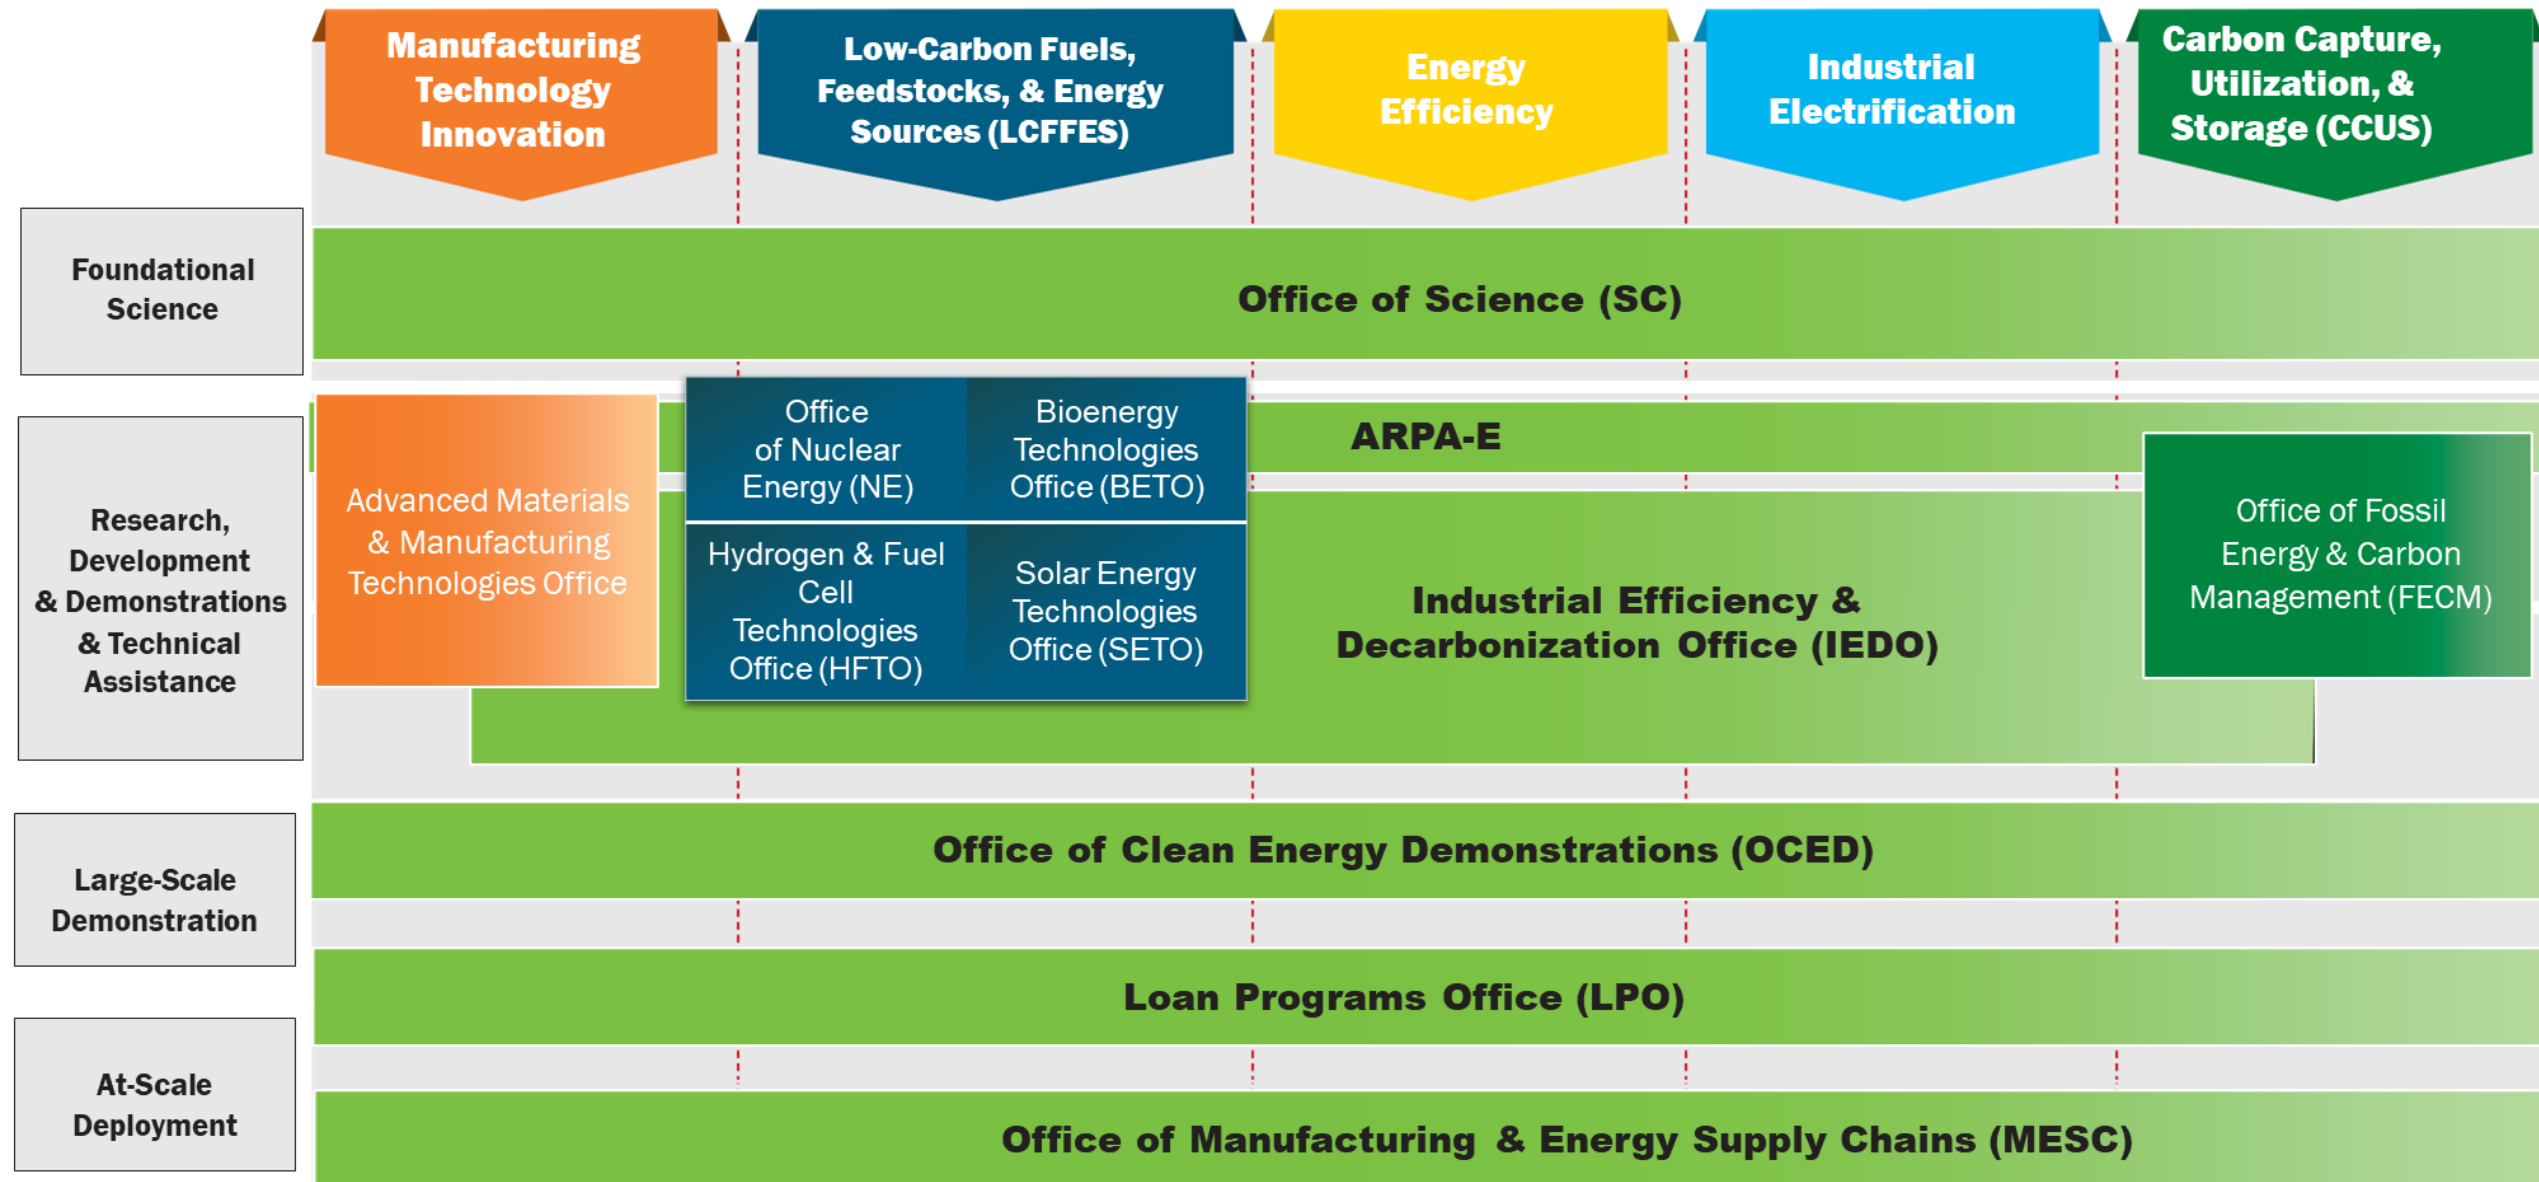 Manufacturing
Technology
Innovation
Low-Carbon Fuels,
Feedstocks, & Energy
Sources (LCFFES)
Energy
Efficiency
Industrial
Electrification
Carbon Capture,
Utilization, &
Storage (CCUS)
Foundational
Science
Office of Science (SC)
Research,
Development
& Demonstrations
& Technical
Assistance
ARPA-E
Advanced Materials
& Manufacturing
Technologies Office
Office
of Nuclear
Energy (NE)
Bioenergy
Technologies
Office (BETO)
Hydrogen & Fuel
Cell
Technologies
Office (HFTO)
Solar Energy
Technologies
Office (SETO)
Industrial Efficiency &
Decarbonization Office (IEDO)
Office of Fossil
Energy & Carbon
Management (FECM)
Large-Scale
Demonstration
Office of Clean Energy Demonstrations (OCED)
Loan Programs Office (LPO)
At-Scale
Deployment
Office of Manufacturing & Energy Supply Chains (MESC)